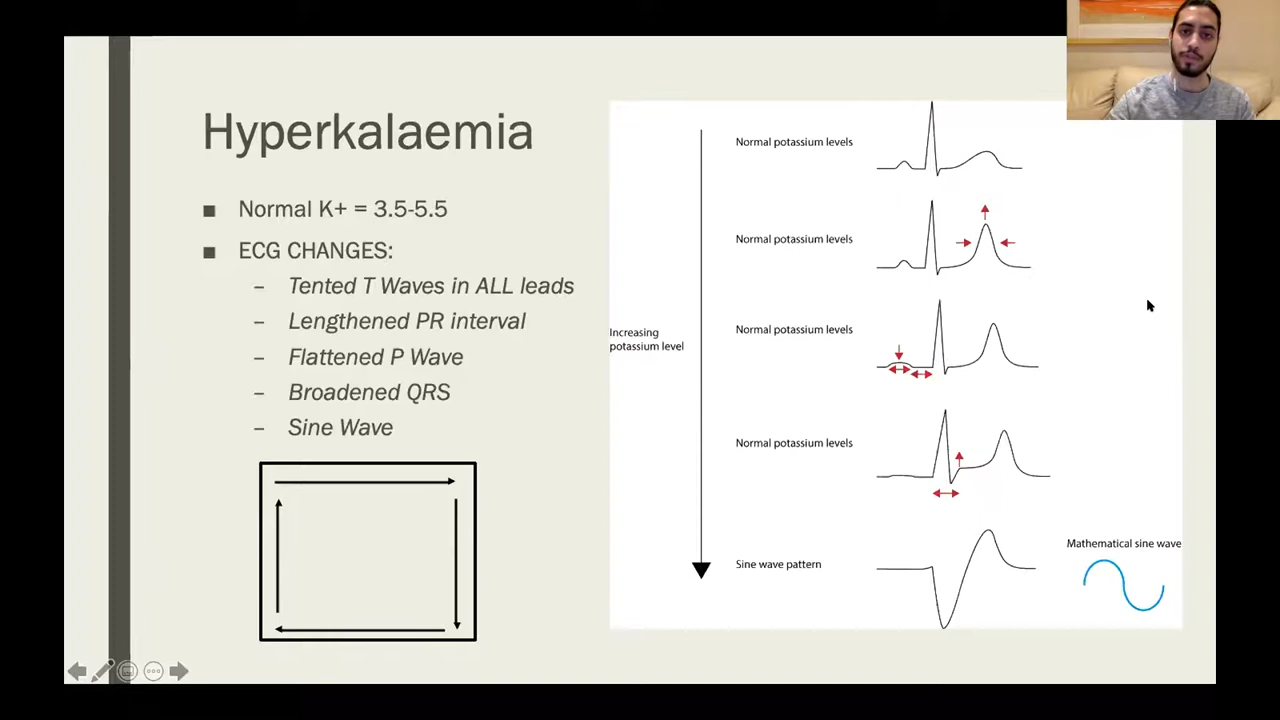 Hyperkalaemia
■ Normal K+ = 3.5-5.5
■ ECG CHANGES:
– Tented T Waves in ALL leads
– Lengthened PR interval
– Flattened P Wave
– Broadened QRS
– Sine Wave
Increasing
potassium level
Normal potassium levels
Normal potassium levels
Normal potassium levels
Normal potassium levels
Sine wave pattern
Mathematical sine wave